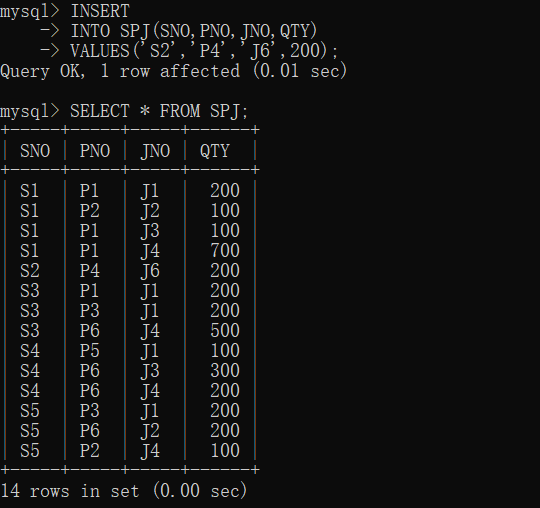 mysql> INSERT
    -> INTO SPJ(SNO,PNO,JNO,QTY)
    -> VALUES('S2','P4','J6',200);
Query OK, 1 row affected (0.01 sec)

mysql> SELECT * FROM SPJ;
+-----+-----+-----+------+
| SNO | PNO | JNO | QTY  |
+-----+-----+-----+------+
| S1  | P1  | J1  |  200 |
| S1  | P2  | J2  |  100 |
| S1  | P1  | J3  |  100 |
| S1  | P1  | J4  |  700 |
| S2  | P4  | J6  |  200 |
| S3  | P1  | J1  |  200 |
| S3  | P3  | J1  |  200 |
| S3  | P6  | J4  |  500 |
| S4  | P5  | J1  |  100 |
| S4  | P6  | J3  |  300 |
| S4  | P6  | J4  |  200 |
| S5  | P3  | J1  |  200 |
| S5  | P6  | J2  |  200 |
| S5  | P2  | J4  |  100 |
+-----+-----+-----+------+
14 rows in set (0.00 sec)